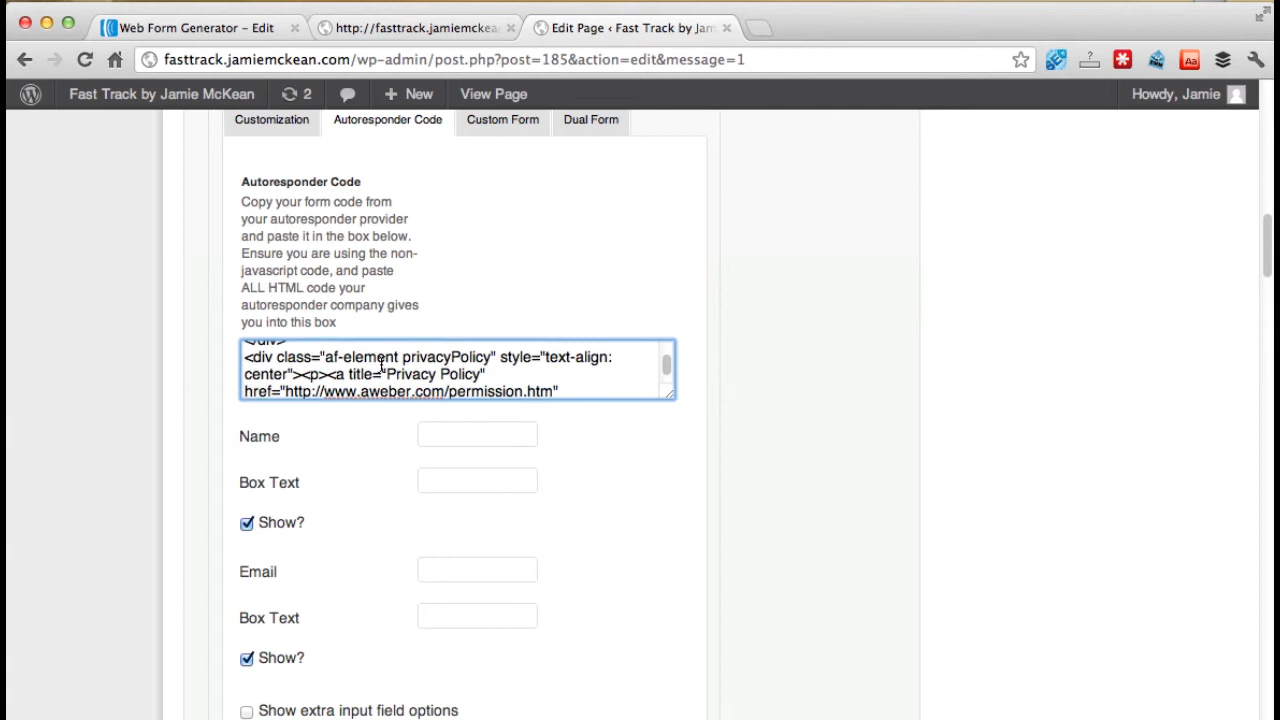 Web Form Generator - Edit
http://fasttrack.jamiemckea
Edit Page ‹ Fast Track by Jam
fasttrack.jamiemckean.com/wp-admin/post.php?post=185&action=edit&message=1
Fast Track by Jamie McKean
2
New
View Page
Howdy, Jamie
Customization
Autoresponder Code
Custom Form
Dual Form
Autoresponder Code
Copy your form code from
your autoresponder provider
and paste it in the box below.
Ensure you are using the non-
javascript code, and paste
ALL HTML code your
autoresponder company gives
you into this box
</div>
<div class="af-element privacyPolicy" style="text-align:
center"><p><a title="Privacy Policy"
href="http://www.aweber.com/permission.htm"
Name
Box Text
Show?
Email
Box Text
Show?
Show extra input field options